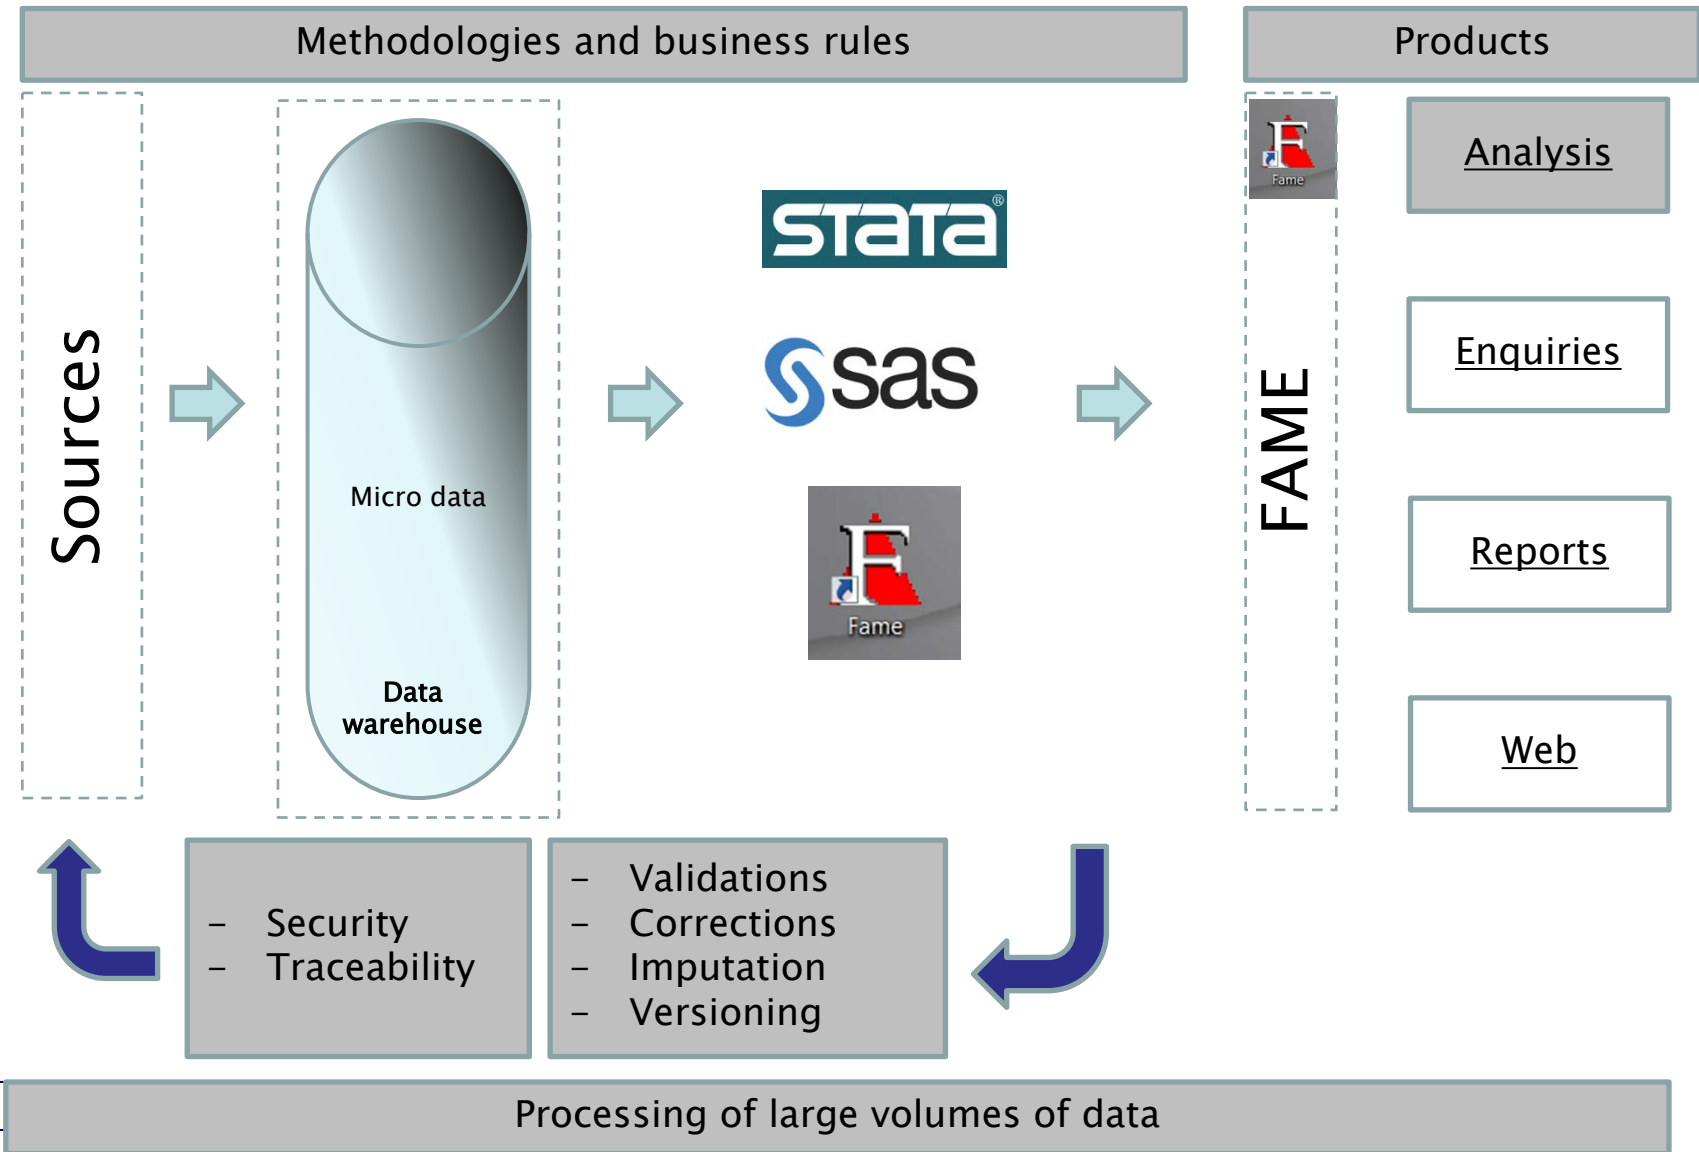 Methodologies and business rules
Products
Sources
Micro data
Data
warehouse
STaTa®
sas
Fame
Fame
FAME
Analysis
Enquiries
Reports
Web
- Security
- Traceability
- Validations
- Corrections
- Imputation
- Versioning
Processing of large volumes of data